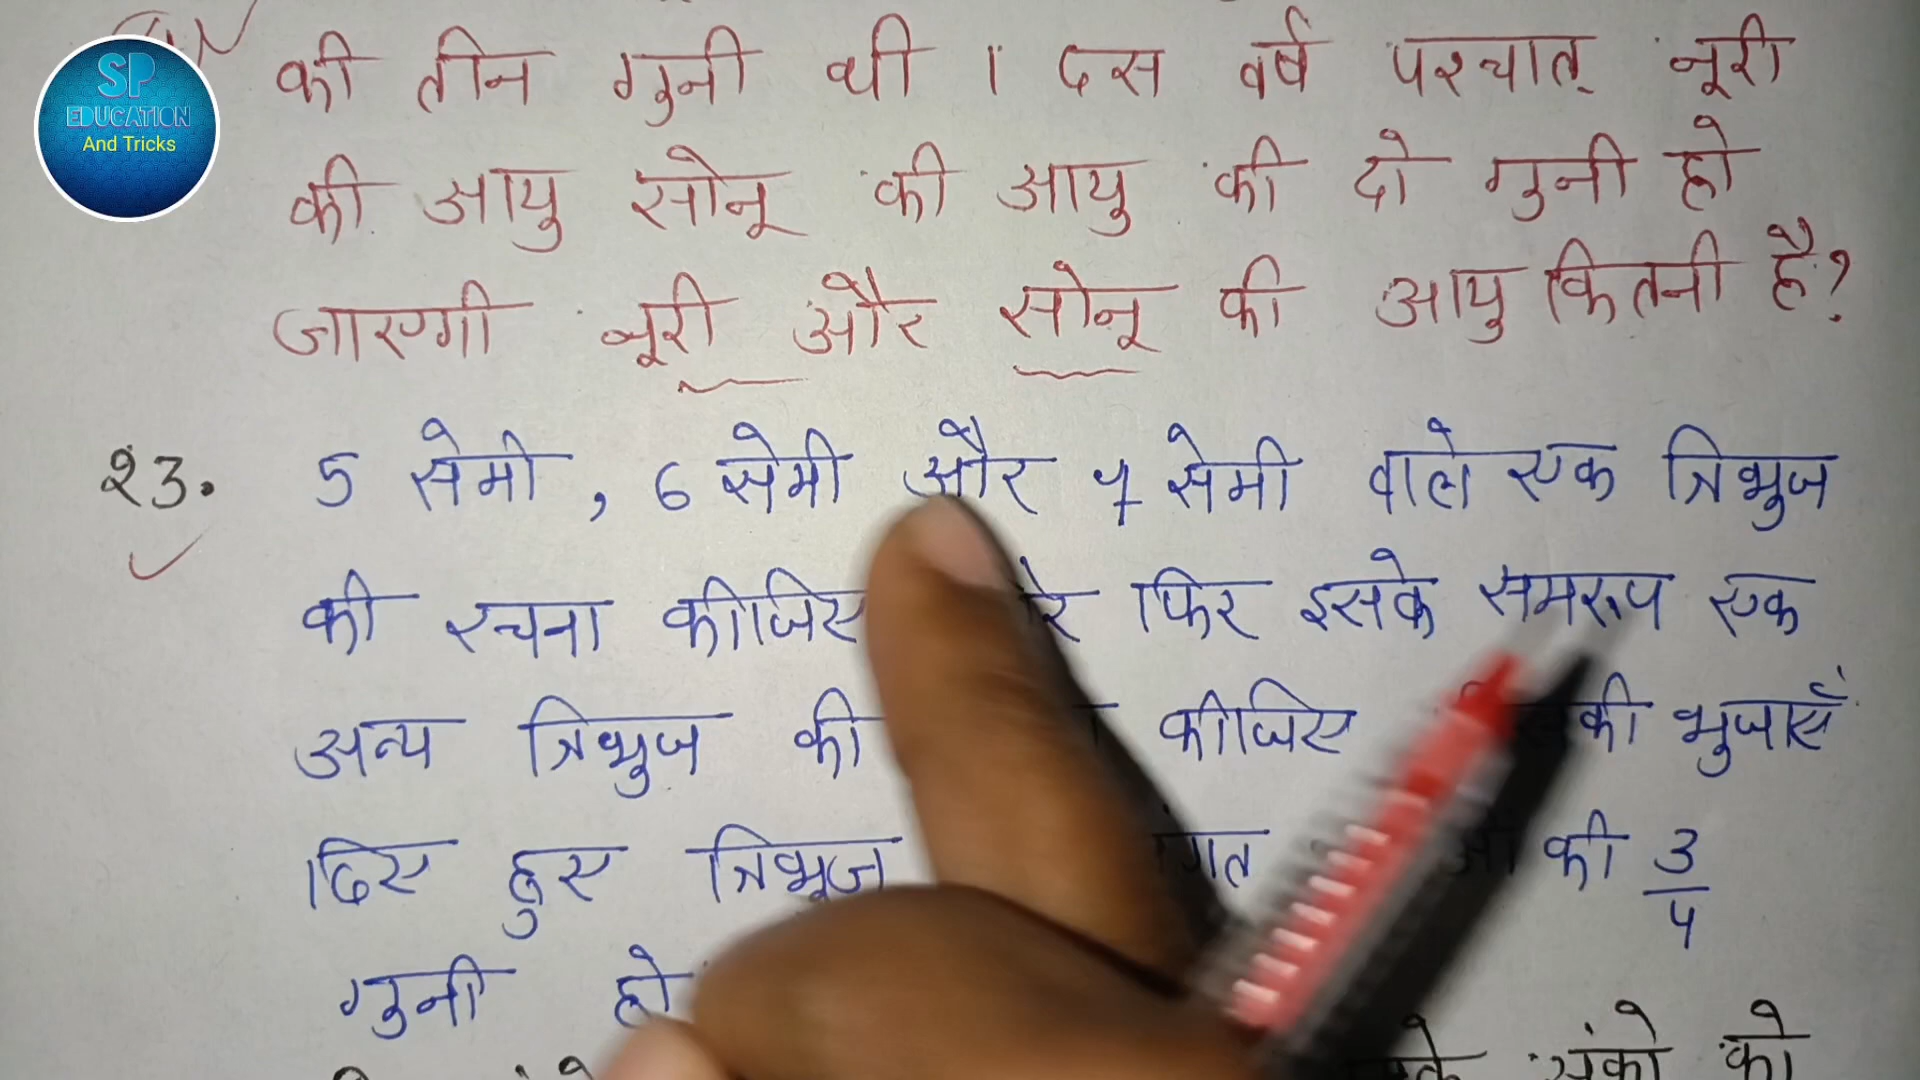 SP
EDUCATION
And Tricks
की तीन गुनी थी । दस वर्ष पश्चात् नूरी
की आयु सोनू की आयु की दो गुनी हो
जाएगी नूरी और सोनू की आयु कितनी है?
23. 5 सेमी, 6 सेमी और 7 सेमी वाले एक त्रिभुज
की रचना कीजिए फिर इसके समरूप एक
अन्य त्रिभुज की कीजिए की भुजाएँ
दिए हुए त्रिभुज की 3/4
गुनी हो
अंको को